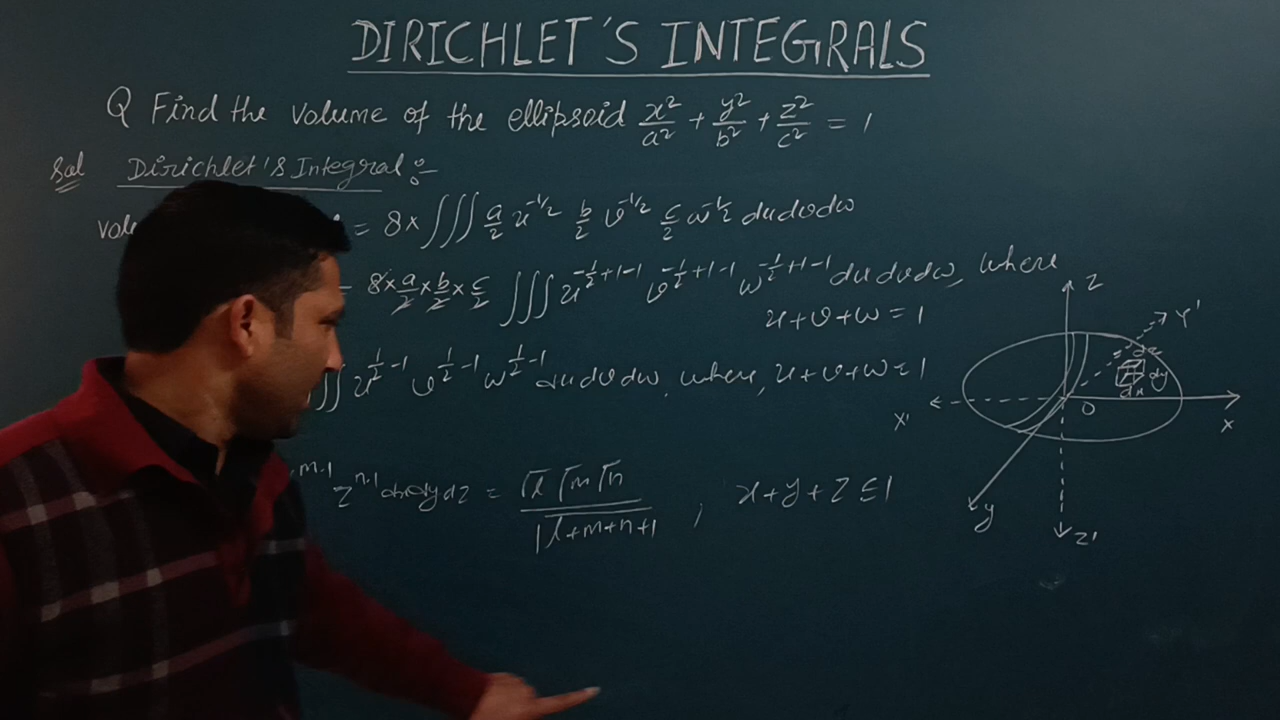 DIRICHLET'S INTEGRALS
Q Find the volume of the ellipsoid x²/a² + y²/b² + z²/c² = 1
Sol Dirichlet's Integral :-
= 8 × ∭ a/2 u^(-1/2) b/2 v^(-1/2) c/2 w^(-1/2) du dv dw
8 × a/2 × b/2 × c/2 ∭ u^(-1/2+1-1) v^(-1/2+1-1) w^(-1/2+1-1) du dv dw, where
u+v+w = 1
∬ u^(1/2-1) v^(1/2-1) w^(1/2-1) du dv dw, where, u+v+w = 1
m-1 z^(n-1) dx dy dz = Γl Γm Γn / Γl+m+n+1 , x+y+z ≤ 1
Z
Y'
dz
dy
dx
X'
O
X
y
Z'